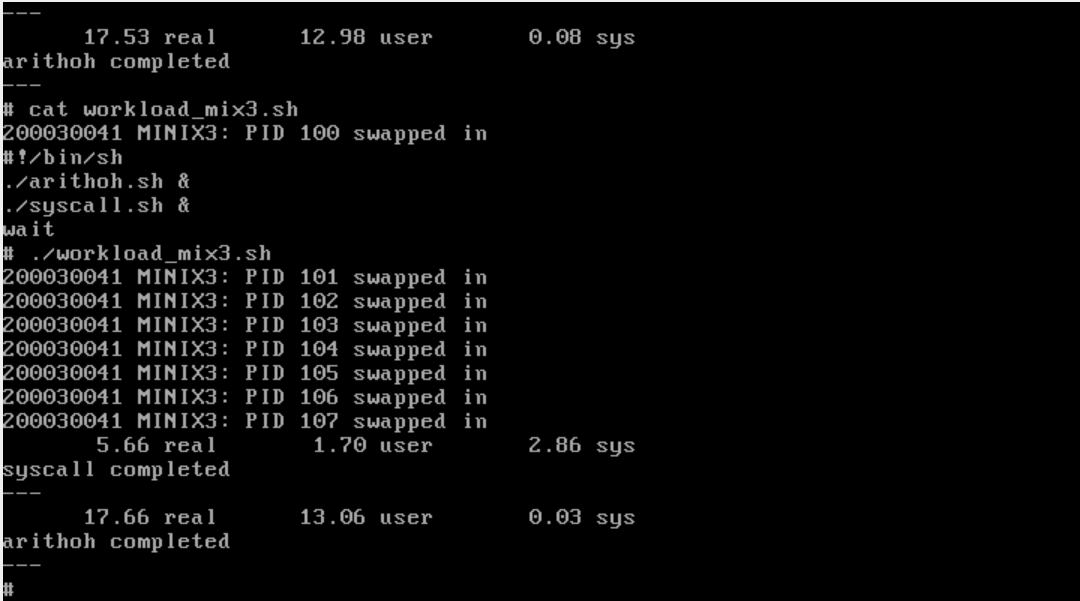 ---
      17.53 real      12.98 user       0.08 sys
arithoh completed
---
# cat workload_mix3.sh
200030041 MINIX3: PID 100 swapped in
#!/bin/sh
./arithoh.sh &
./syscall.sh &
wait
# ./workload_mix3.sh
200030041 MINIX3: PID 101 swapped in
200030041 MINIX3: PID 102 swapped in
200030041 MINIX3: PID 103 swapped in
200030041 MINIX3: PID 104 swapped in
200030041 MINIX3: PID 105 swapped in
200030041 MINIX3: PID 106 swapped in
200030041 MINIX3: PID 107 swapped in
       5.66 real       1.70 user       2.86 sys
syscall completed
---
      17.66 real      13.06 user       0.03 sys
arithoh completed
---
#